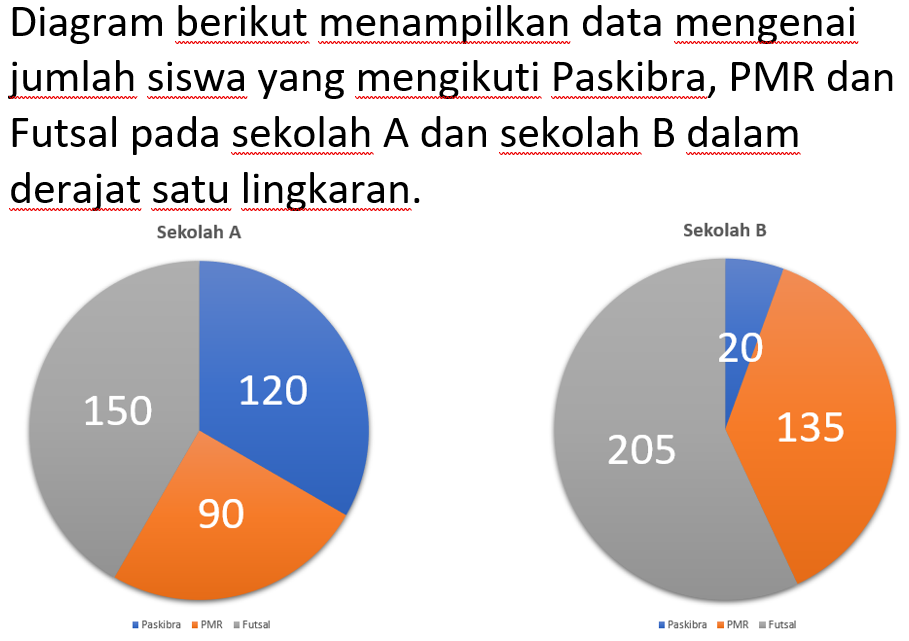 Diagram berikut menampilkan data mengenai
jumlah siswa yang mengikuti Paskibra, PMR dan
Futsal pada sekolah A dan sekolah B dalam
derajat satu lingkaran.
Sekolah A
150
120
90
Paskibra PMR Futsal
Sekolah B
20
135
205
Paskibra PMR Futsal